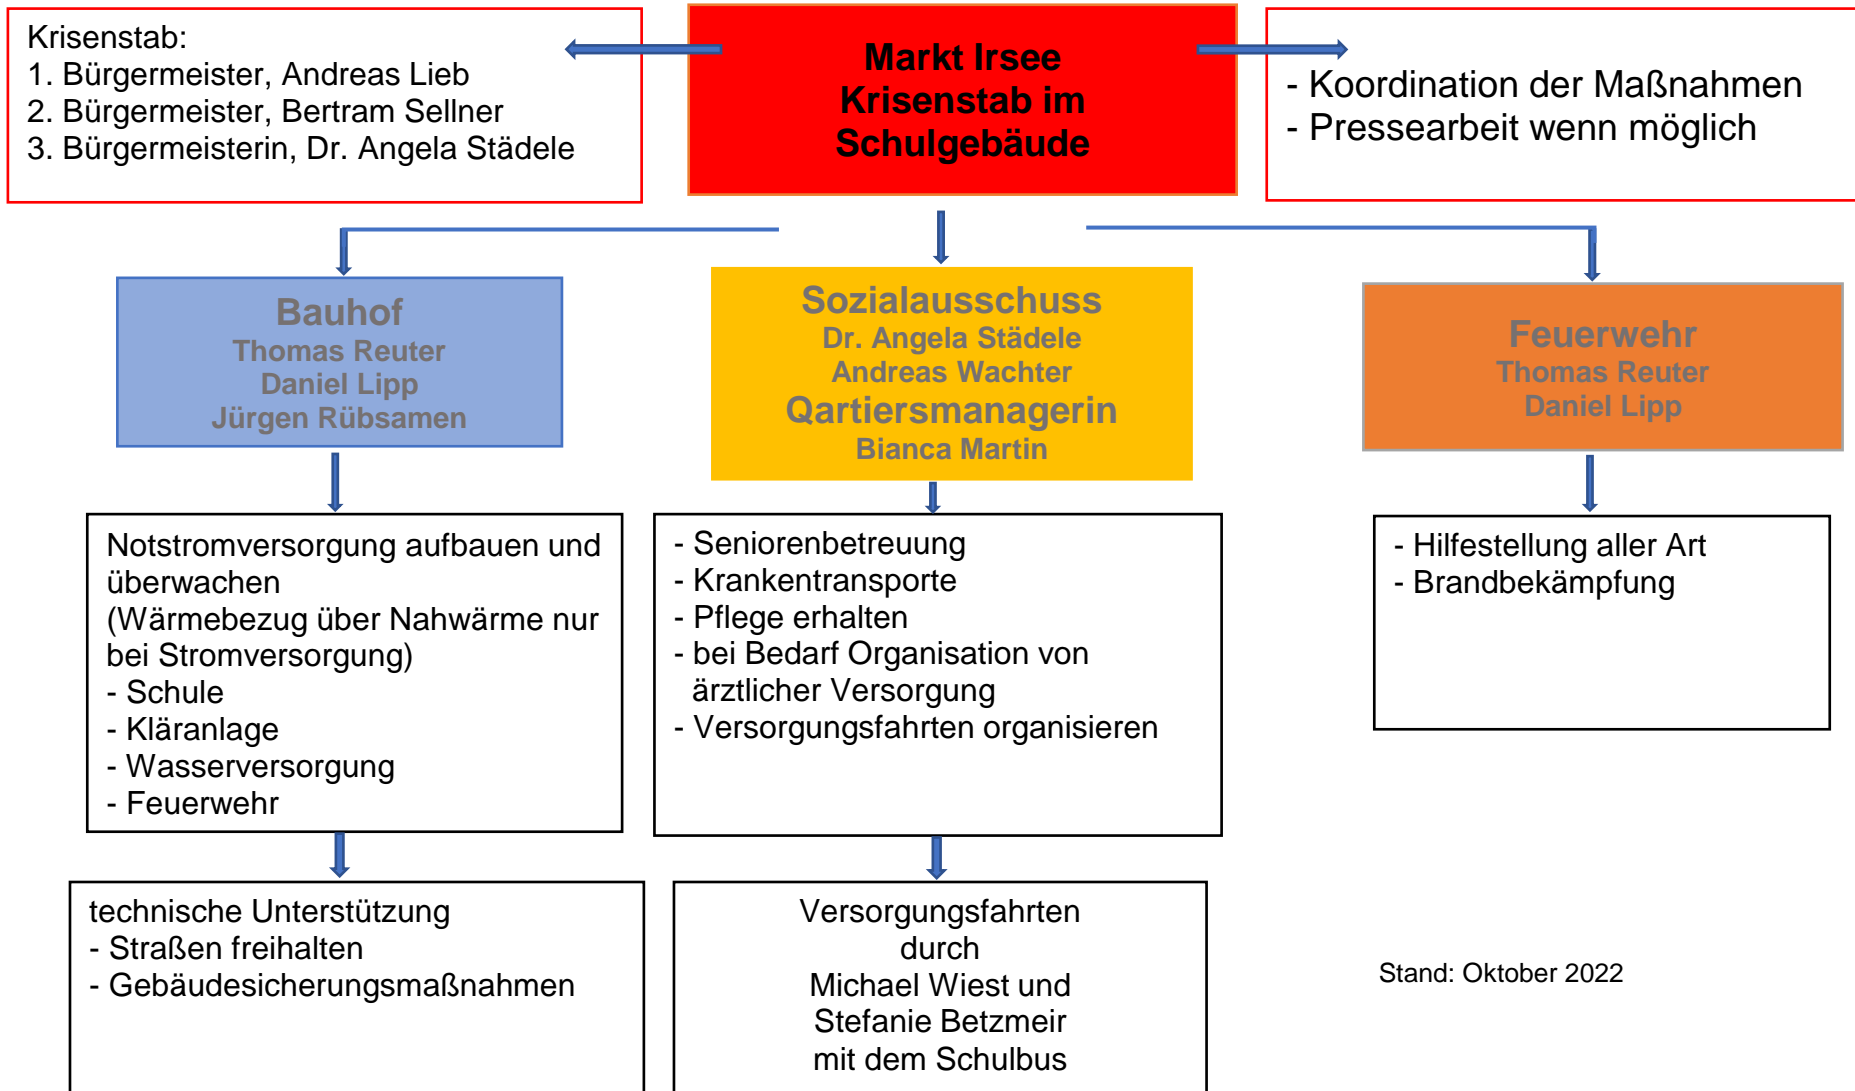 Krisenstab:
1. Bürgermeister, Andreas Lieb
2. Bürgermeister, Bertram Sellner
3. Bürgermeisterin, Dr. Angela Städele
Markt Irsee
Krisenstab im
Schulgebäude
- Koordination der Maßnahmen
- Pressearbeit wenn möglich
Bauhof
Thomas Reuter
Daniel Lipp
Jürgen Rübsamen
Sozialausschuss
Dr. Angela Städele
Andreas Wachter
Qartiersmanagerin
Bianca Martin
Feuerwehr
Thomas Reuter
Daniel Lipp
Notstromversorgung aufbauen und
überwachen
(Wärmebezug über Nahwärme nur
bei Stromversorgung)
- Schule
- Kläranlage
- Wasserversorgung
- Feuerwehr
- Seniorenbetreuung
- Krankentransporte
- Pflege erhalten
- bei Bedarf Organisation von
ärztlicher Versorgung
- Versorgungsfahrten organisieren
- Hilfestellung aller Art
- Brandbekämpfung
technische Unterstützung
- Straßen freihalten
- Gebäudesicherungsmaßnahmen
Versorgungsfahrten
durch
Michael Wiest und
Stefanie Betzmeir
mit dem Schulbus
Stand: Oktober 2022